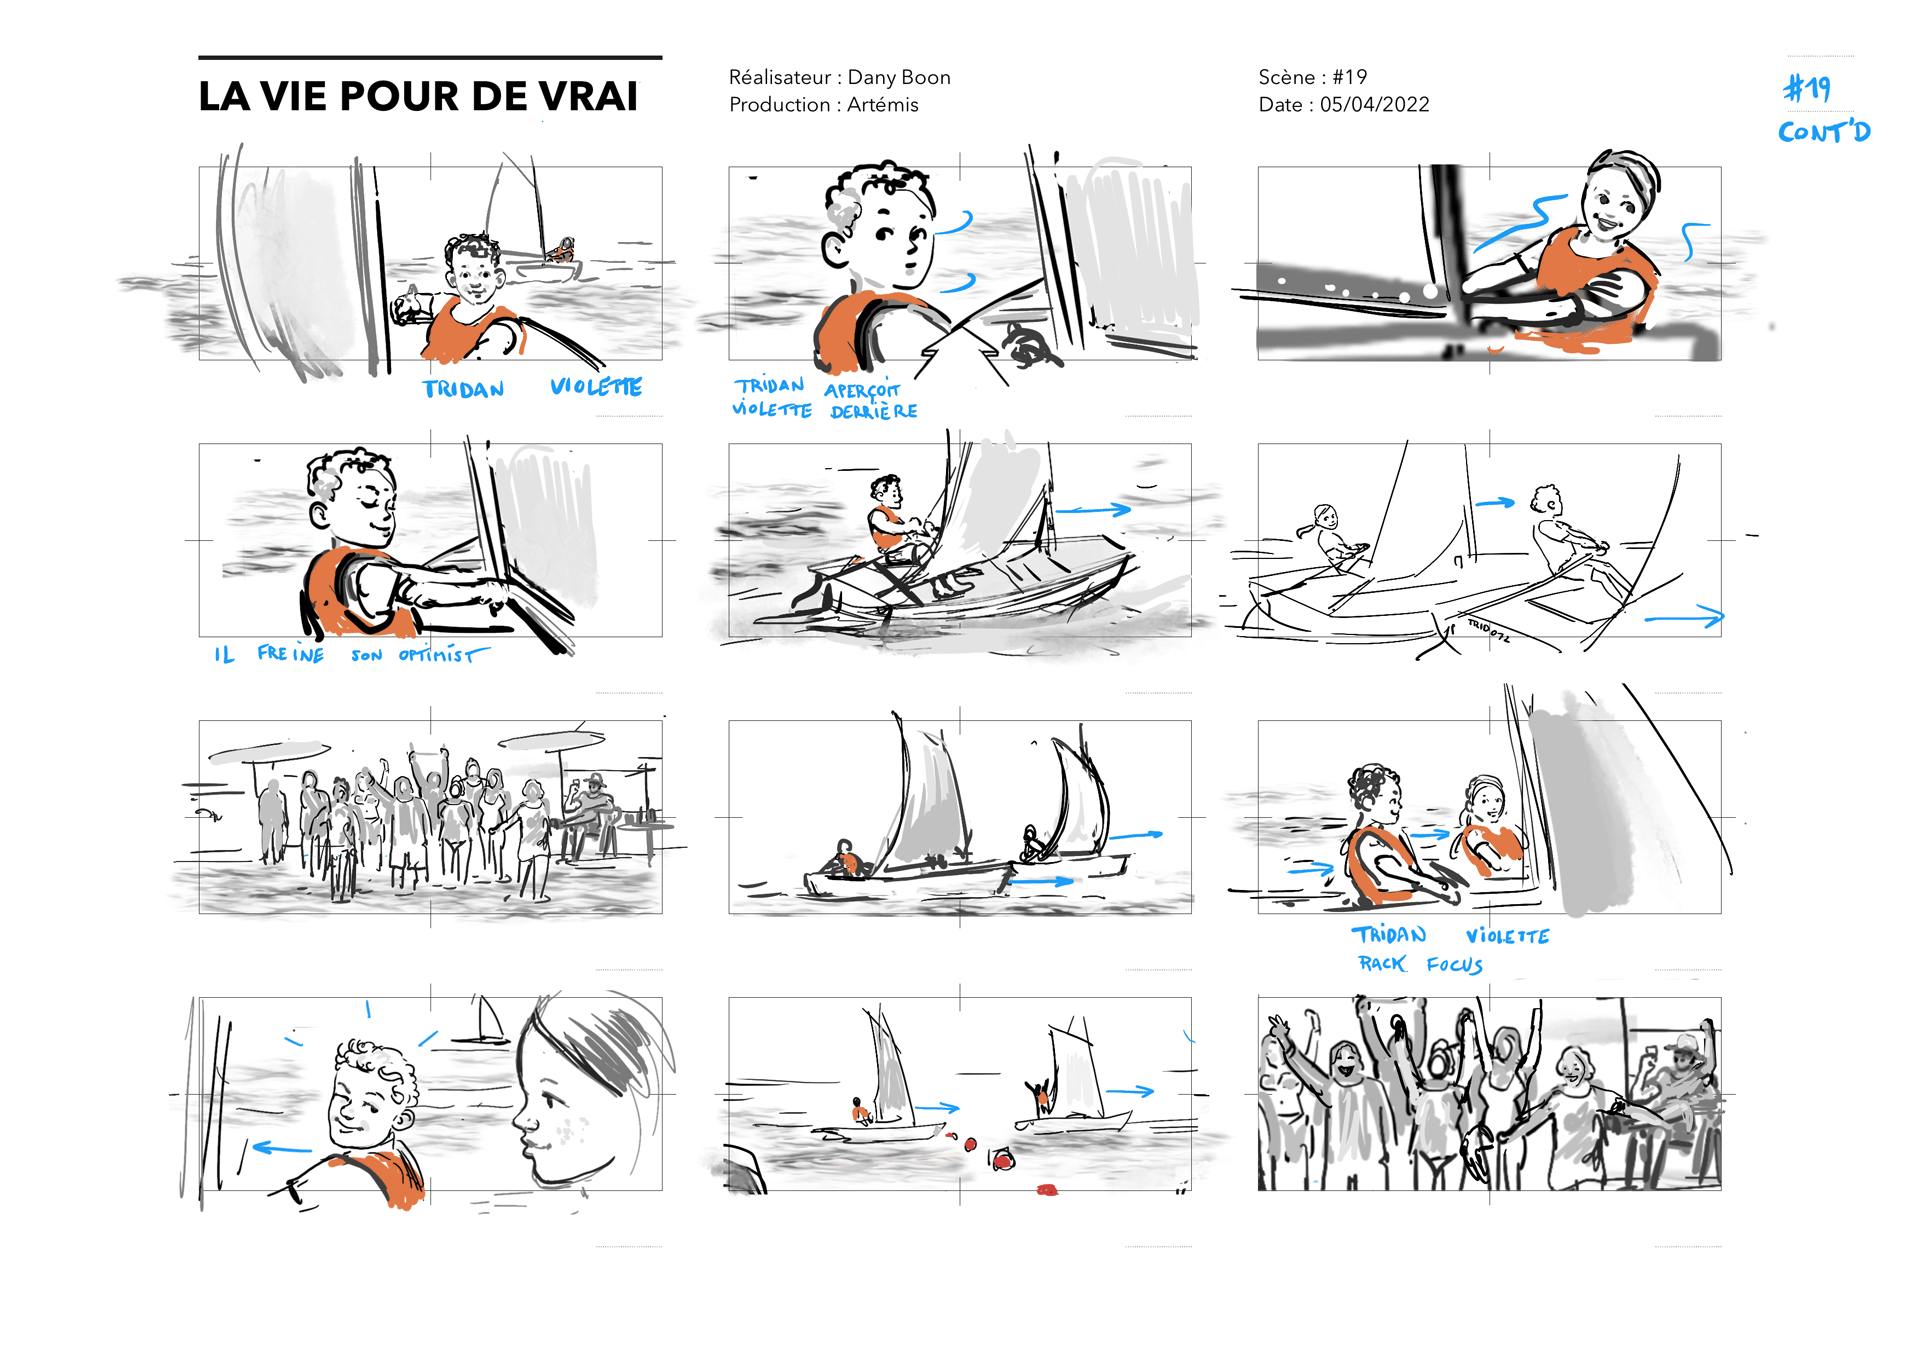 LA VIE POUR DE VRAI
Réalisateur : Dany Boon
Production : Artémis
Scène : #19
Date : 05/04/2022
#19
CONT'D
TRIDAN VIOLETTE
TRIDAN APERÇOIT
VIOLETTE DERRIÈRE
IL FREINE SON OPTIMIST
TRIDAN VIOLETTE
RACK FOCUS